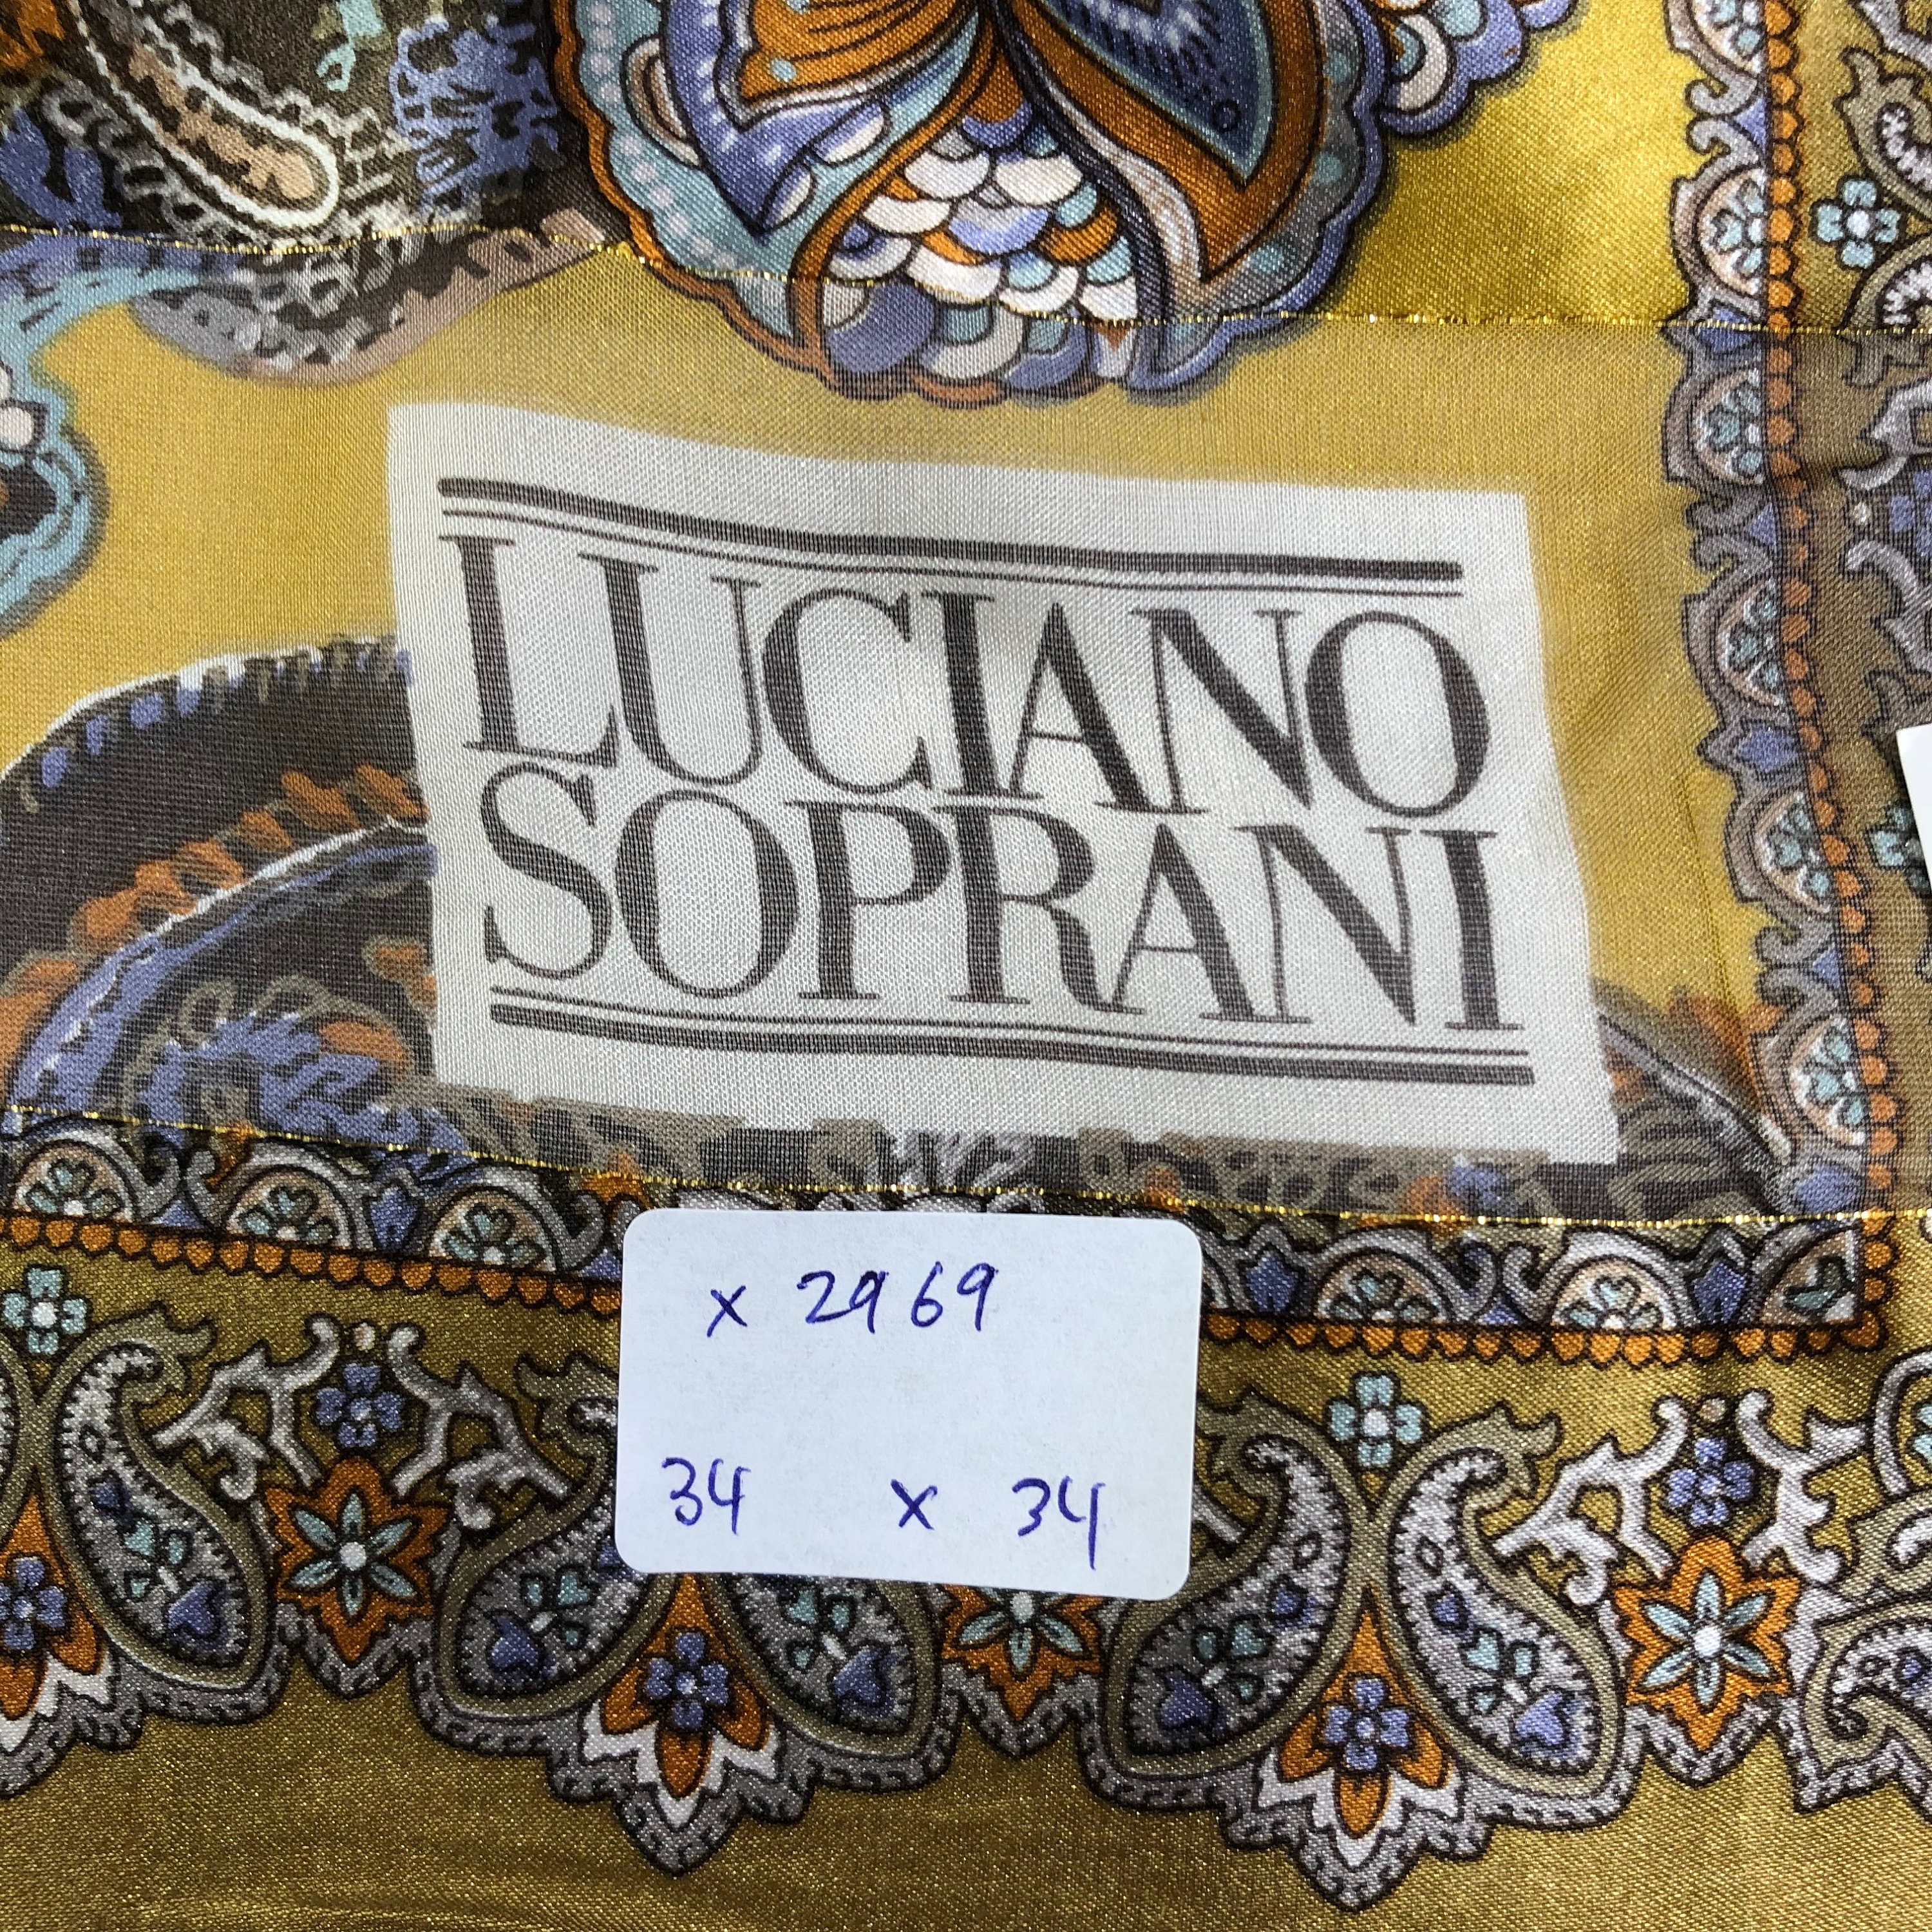 LUCIANO
SOPRANI
x 2969
34 x 34